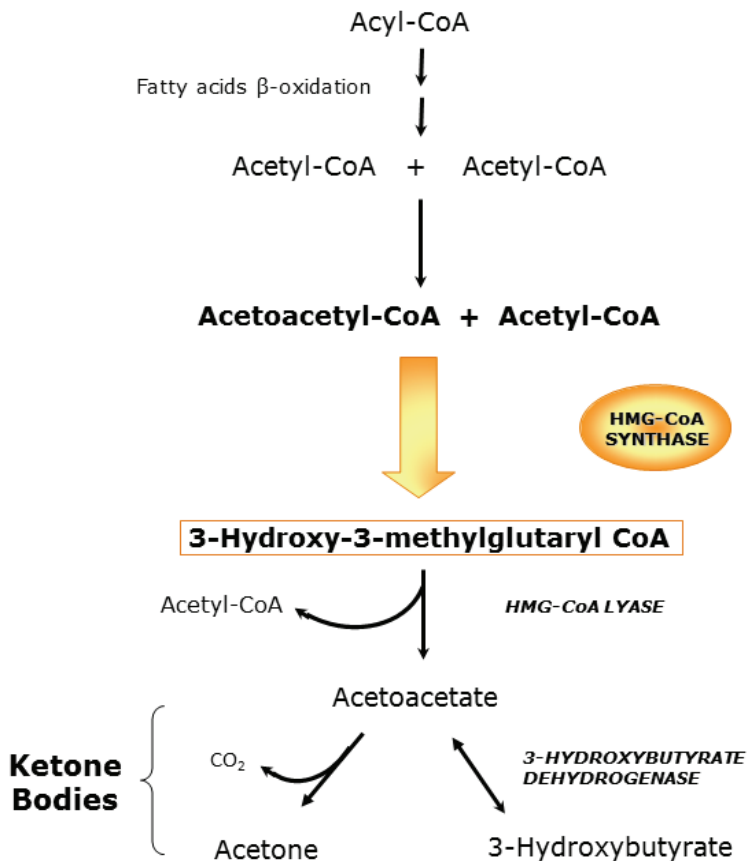 Acyl-CoA
Fatty acids β-oxidation
Acetyl-CoA + Acetyl-CoA
Acetoacetyl-CoA + Acetyl-CoA
HMG-CoA
SYNTHASE
3-Hydroxy-3-methylglutaryl CoA
Acetyl-CoA
HMG-CoA LYASE
Acetoacetate
Ketone
Bodies
CO₂
3-HYDROXYBUTYRATE
DEHYDROGENASE
Acetone
3-Hydroxybutyrate